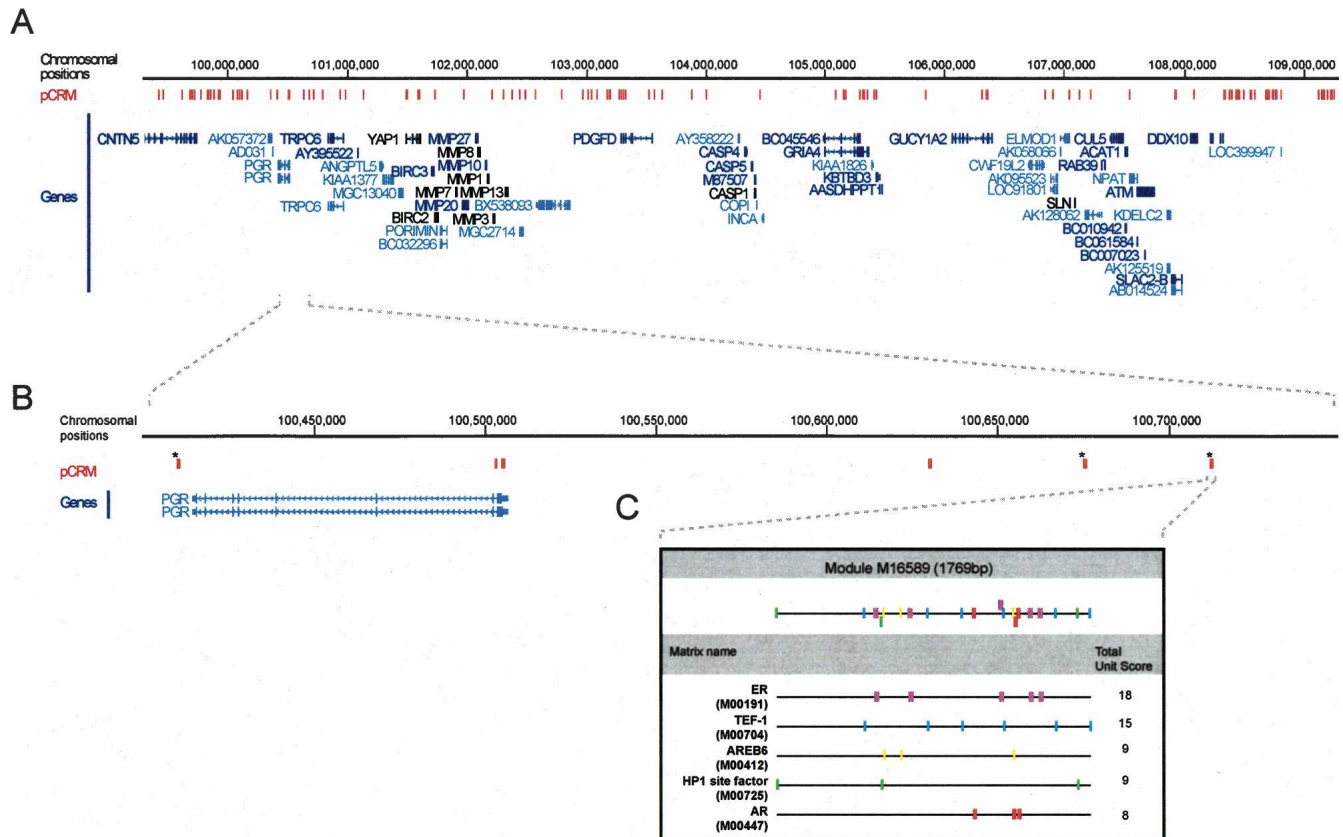 A
Chromosomal positions
100,000,000 101,000,000 102,000,000 103,000,000 104,000,000 105,000,000 106,000,000 107,000,000 108,000,000 109,000,000
pCRM
Genes
CNTN5 AK057372 TRPC6 YAP1 MMP27 PDGFD AY358222 BC045546 GUCY1A2 ELMOD1 CUL5 DDX10
AD031 AY395522 MMP8 CASP4 GRIA4 AK058066 ACAT1 LOC399947
PGR ANGPTL5 BIRC3 MMP10 CASP5 KIAA1826 CWF19L2 RAB39
PGR KIAA1377 MMP1 M87507 KBTBD3 AK095523 NPAT
MGC13040 MMP7 MMP13 CASP1 AASDHPPT LOC91801 ATM
TRPC6 MMP20 BX538093 COPI SLN
BIRC2 MMP3 INCA AK128062 KDELC2
PORIMIN MGC2714 BC010942
BC032296 BC061584
BC007023
AK125519
SLAC2-B
AB014524
B
Chromosomal positions
100,450,000 100,500,000 100,550,000 100,600,000 100,650,000 100,700,000
pCRM * * *
Genes PGR
PGR
C
Module M16589 (1769bp)
Matrix name Total Unit Score
ER (M00191) 18
TEF-1 (M00704) 15
AREB6 (M00412) 9
HP1 site factor (M00725) 9
AR (M00447) 8